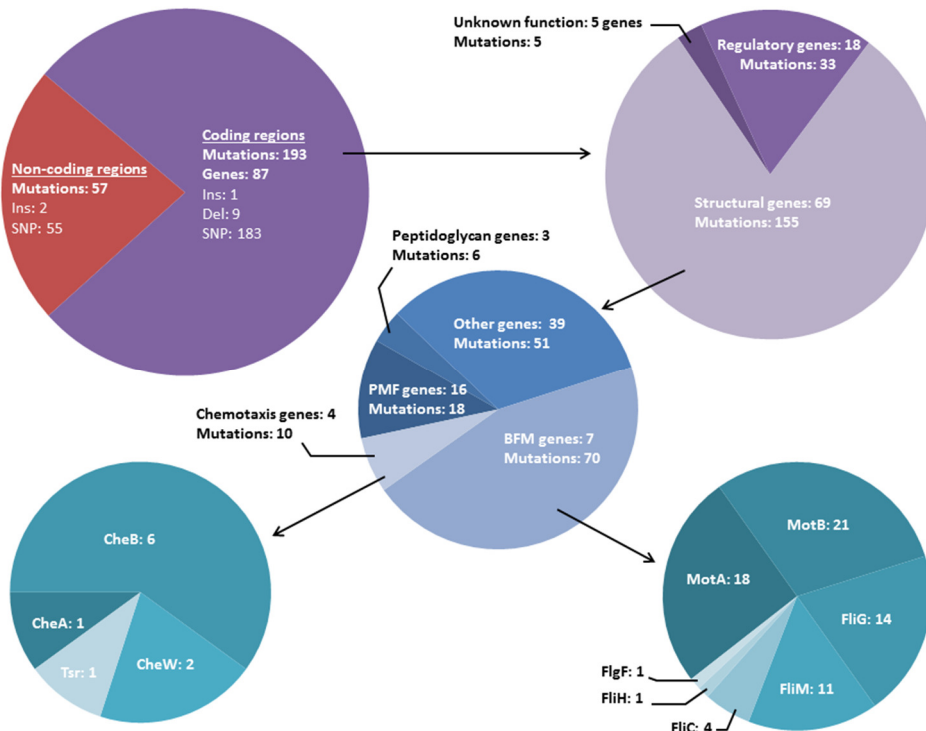 Unknown function: 5 genes
Mutations: 5
Regulatory genes: 18
Mutations: 33
Coding regions
Mutations: 193
Genes: 87
Ins: 1
Del: 9
SNP: 183
Non-coding regions
Mutations: 57
Ins: 2
SNP: 55
Structural genes: 69
Mutations: 155
Peptidoglycan genes: 3
Mutations: 6
Other genes: 39
Mutations: 51
PMF genes: 16
Mutations: 18
Chemotaxis genes: 4
Mutations: 10
BFM genes: 7
Mutations: 70
CheB: 6
CheA: 1
Tsr: 1
CheW: 2
MotB: 21
MotA: 18
FliG: 14
FlgF: 1
FliH: 1
FliM: 11
FliC: 4